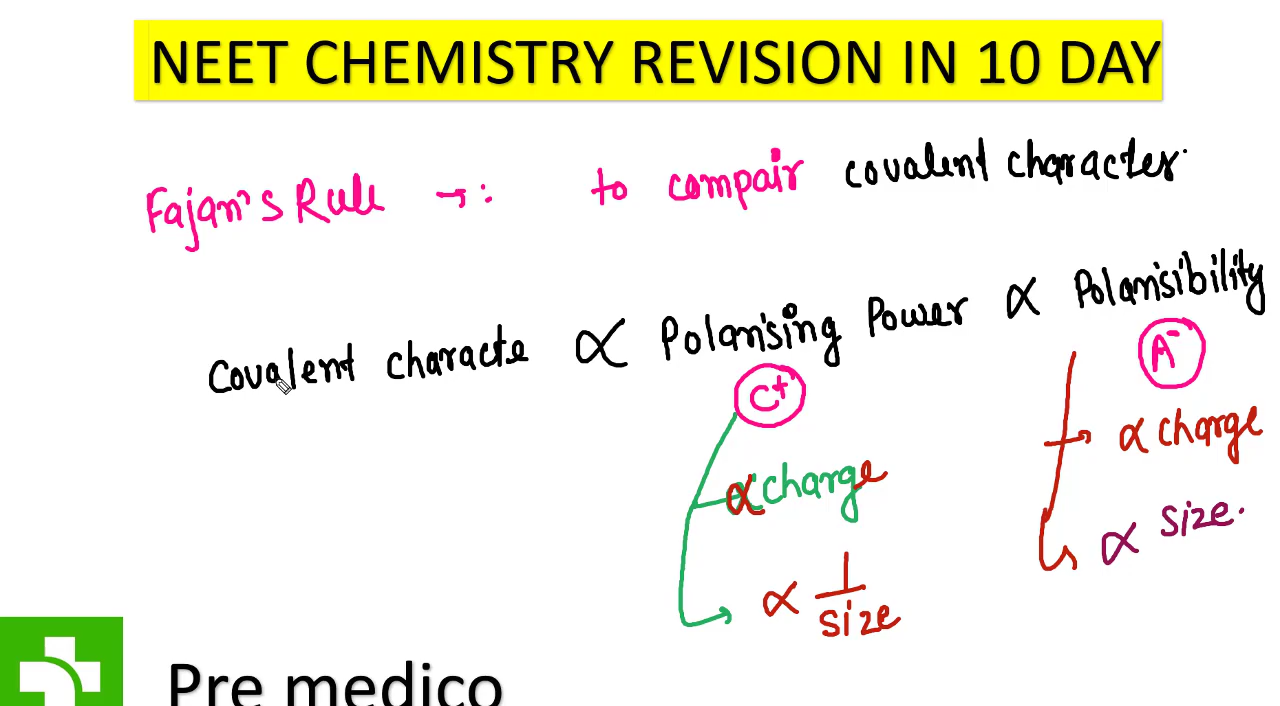 NEET CHEMISTRY REVISION IN 10 DAY
Fajan's Rule →: to compair covalent character.
Covalent characte ∝ Polarising Power ∝ Polarisibility
C+ A-
∝ charge ∝ charge
∝ 1/size ∝ size.
Pre medico